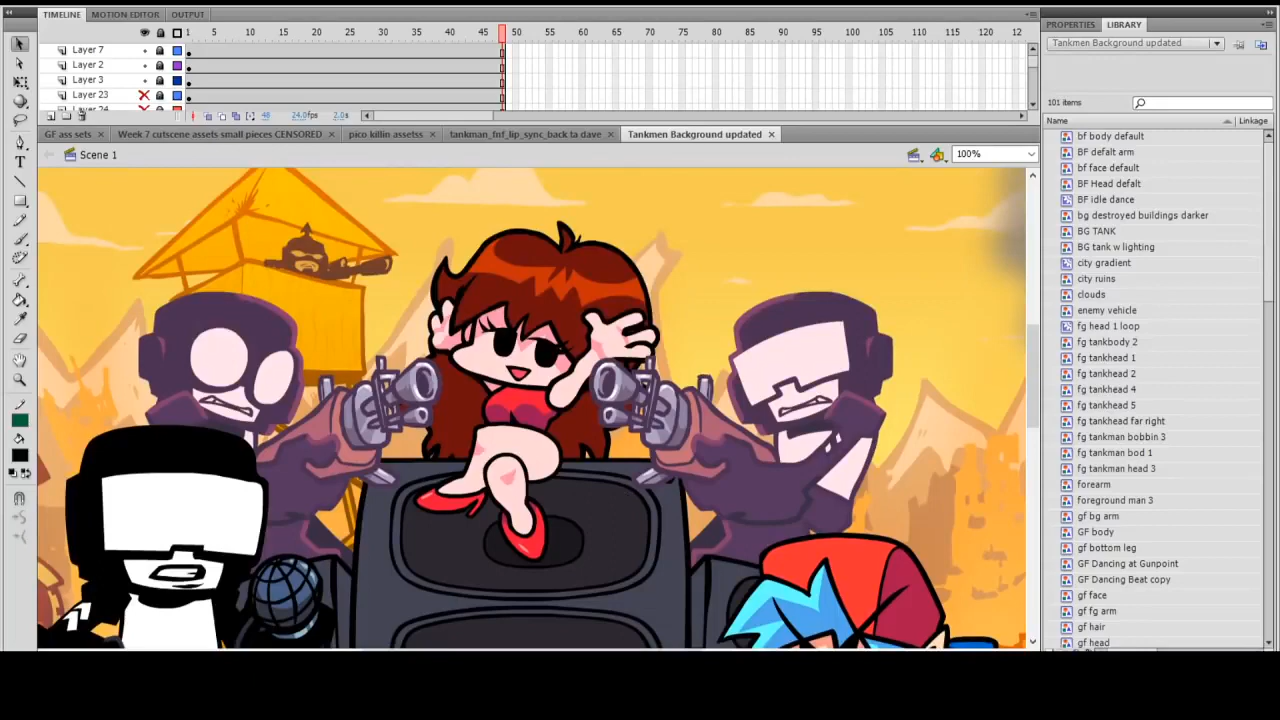 TIMELINE MOTION EDITOR OUTPUT
1 5 10 15 20 25 30 35 40 45 50 55 60 65 70 75 80 85 90 95 100 105 110 115 120 12
Layer 7
Layer 2
Layer 3
Layer 23
Layer 24
48 24.0fps 2.0s
GF ass sets Week 7 cutscene assets small pieces CENSORED pico killin assetss tankman_fnf_lip_sync_back ta dave Tankmen Background updated
Scene 1
100%
PROPERTIES LIBRARY
Tankmen Background updated
101 items
Name Linkage
bf body default
BF defalt arm
bf face default
BF Head defalt
BF idle dance
bg destroyed buildings darker
BG TANK
BG tank w lighting
city gradient
city ruins
clouds
enemy vehicle
fg head 1 loop
fg tankbody 2
fg tankhead 1
fg tankhead 2
fg tankhead 4
fg tankhead 5
fg tankhead far right
fg tankman bobbin 3
fg tankman bod 1
fg tankman head 3
forearm
foreground man 3
gf bg arm
GF body
gf bottom leg
GF Dancing at Gunpoint
GF Dancing Beat copy
gf face
gf fg arm
gf hair
gf head